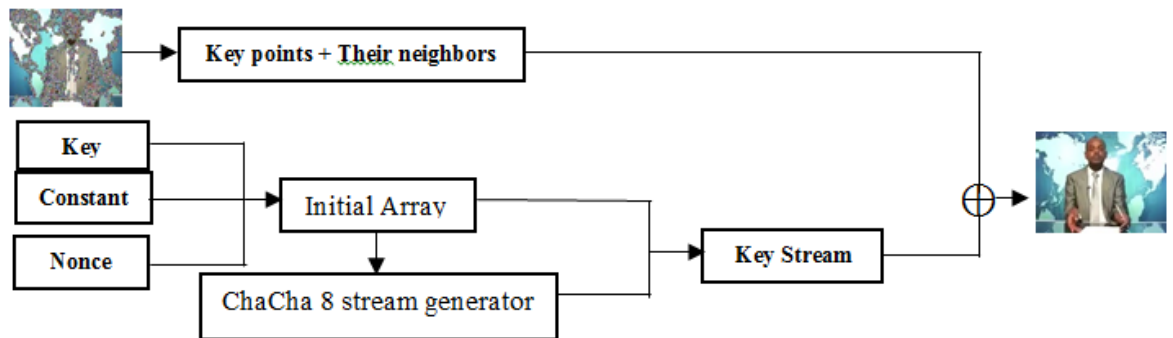 Key points + Their neighbors
Key
Constant
Initial Array
Nonce
Key Stream
ChaCha 8 stream generator